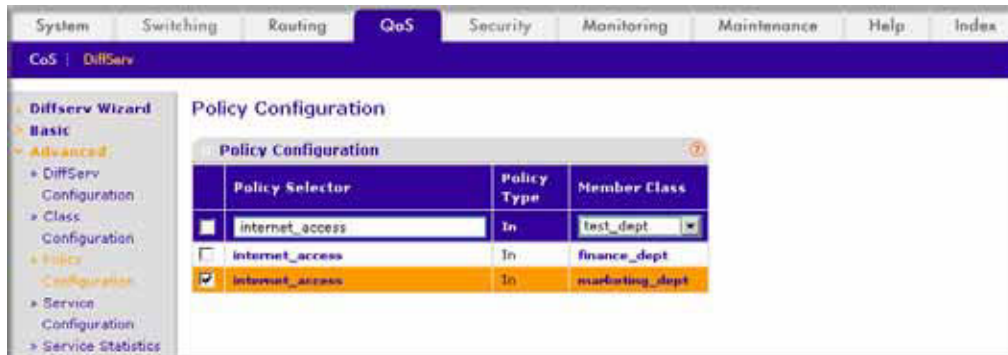 System Switching Routing QoS Security Monitoring Maintenance Help Index
CoS | DiffServ
Diffserv Wizard
Basic
Advanced
» DiffServ
Configuration
» Class
Configuration
» Policy
Configuration
» Service
Configuration
» Service Statistics
Policy Configuration
Policy Configuration
Policy Selector Policy Type Member Class
internet_access In test_dept
internet_access In finance_dept
internet_access In marketing_dept